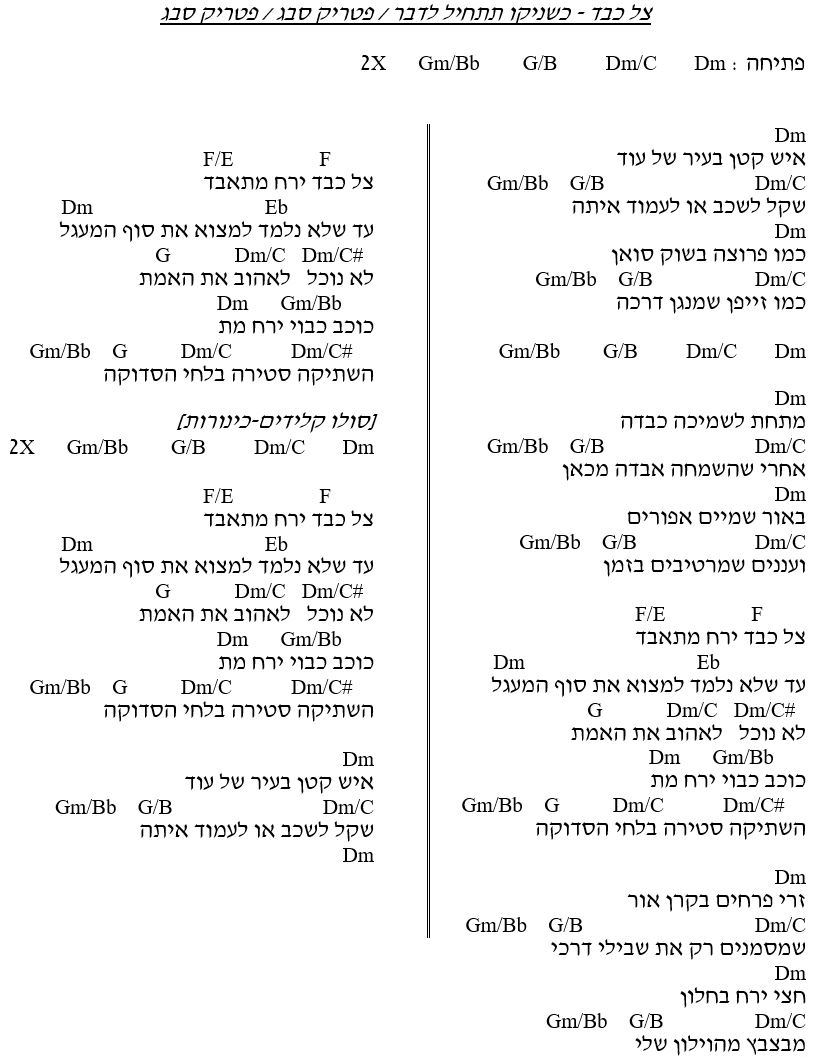 צל כבד - כשניקו תתחיל לדבר / פטריק סבג / פטריק סבג
פתיחה : Dm Dm/C G/B Gm/Bb 2X
Dm
איש קטן בעיר של עוד
Dm/C G/B Gm/Bb
שקל לשכב או לעמוד איתה
Dm
כמו פרוצה בשוק סואן
Dm/C G/B Gm/Bb
כמו זייפן שמנגן דרכה
Dm Dm/C G/B Gm/Bb
Dm
מתחת לשמיכה כבדה
Dm/C G/B Gm/Bb
אחרי שהשמחה אבדה מכאן
Dm
באור שמיים אפורים
Dm/C G/B Gm/Bb
ועננים שמרטיבים בזמן
F F/E
צל כבד ירח מתאבד
Eb Dm
עד שלא נלמד למצוא את סוף המעגל
Dm/C# Dm/C G
לא נוכל לאהוב את האמת
Gm/Bb Dm
כוכב כבוי ירח מת
Dm/C# Dm/C G Gm/Bb
השתיקה סטירה בלחי הסדוקה
Dm
זרי פרחים בקרן אור
Dm/C G/B Gm/Bb
שמסמנים רק את שבילי דרכי
Dm
חצי ירח בחלון
Dm/C G/B Gm/Bb
מבצבץ מהוילון שלי
F F/E
צל כבד ירח מתאבד
Eb Dm
עד שלא נלמד למצוא את סוף המעגל
Dm/C# Dm/C G
לא נוכל לאהוב את האמת
Gm/Bb Dm
כוכב כבוי ירח מת
Dm/C# Dm/C G Gm/Bb
השתיקה סטירה בלחי הסדוקה
[סולו קלידים-כינורות]
Dm Dm/C G/B Gm/Bb 2X
F F/E
צל כבד ירח מתאבד
Eb Dm
עד שלא נלמד למצוא את סוף המעגל
Dm/C# Dm/C G
לא נוכל לאהוב את האמת
Gm/Bb Dm
כוכב כבוי ירח מת
Dm/C# Dm/C G Gm/Bb
השתיקה סטירה בלחי הסדוקה
Dm
איש קטן בעיר של עוד
Dm/C G/B Gm/Bb
שקל לשכב או לעמוד איתה
Dm